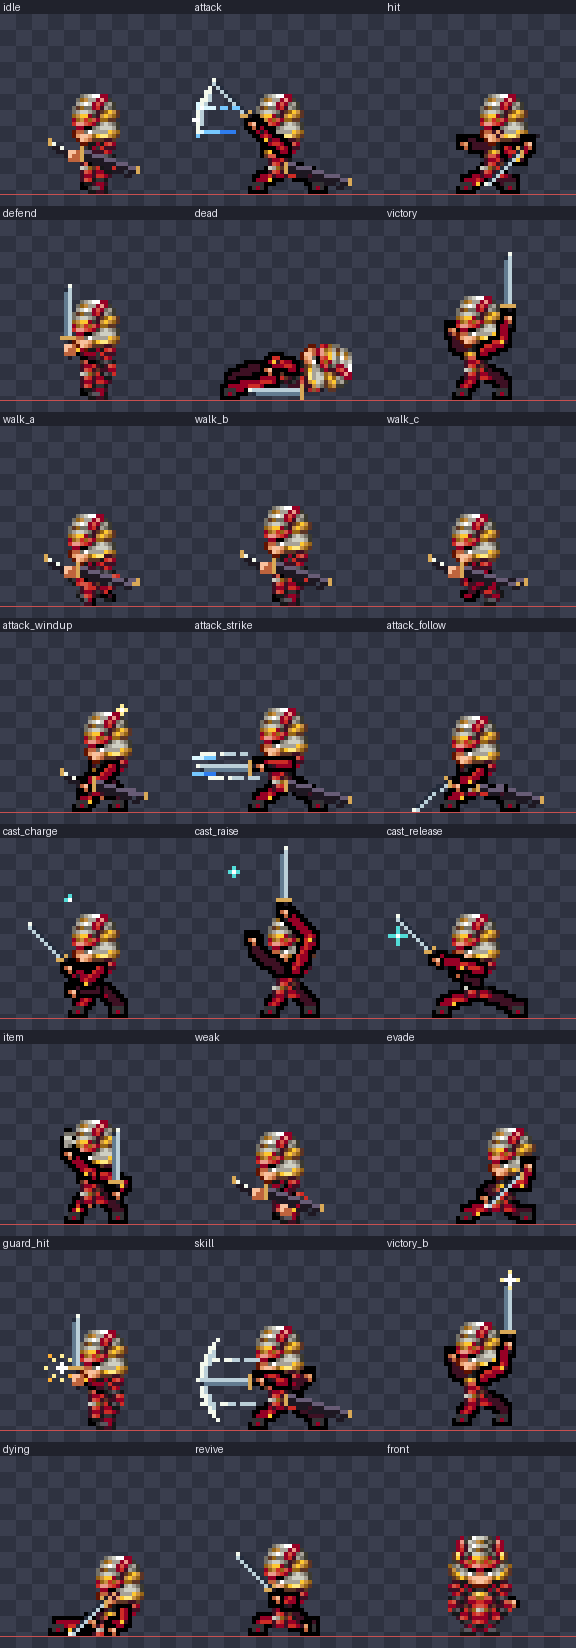 idle attack hit
defend dead victory
walk_a walk_b walk_c
attack_windup attack_strike attack_follow
cast_charge cast_raise cast_release
item weak evade
guard_hit skill victory_b
dying revive front